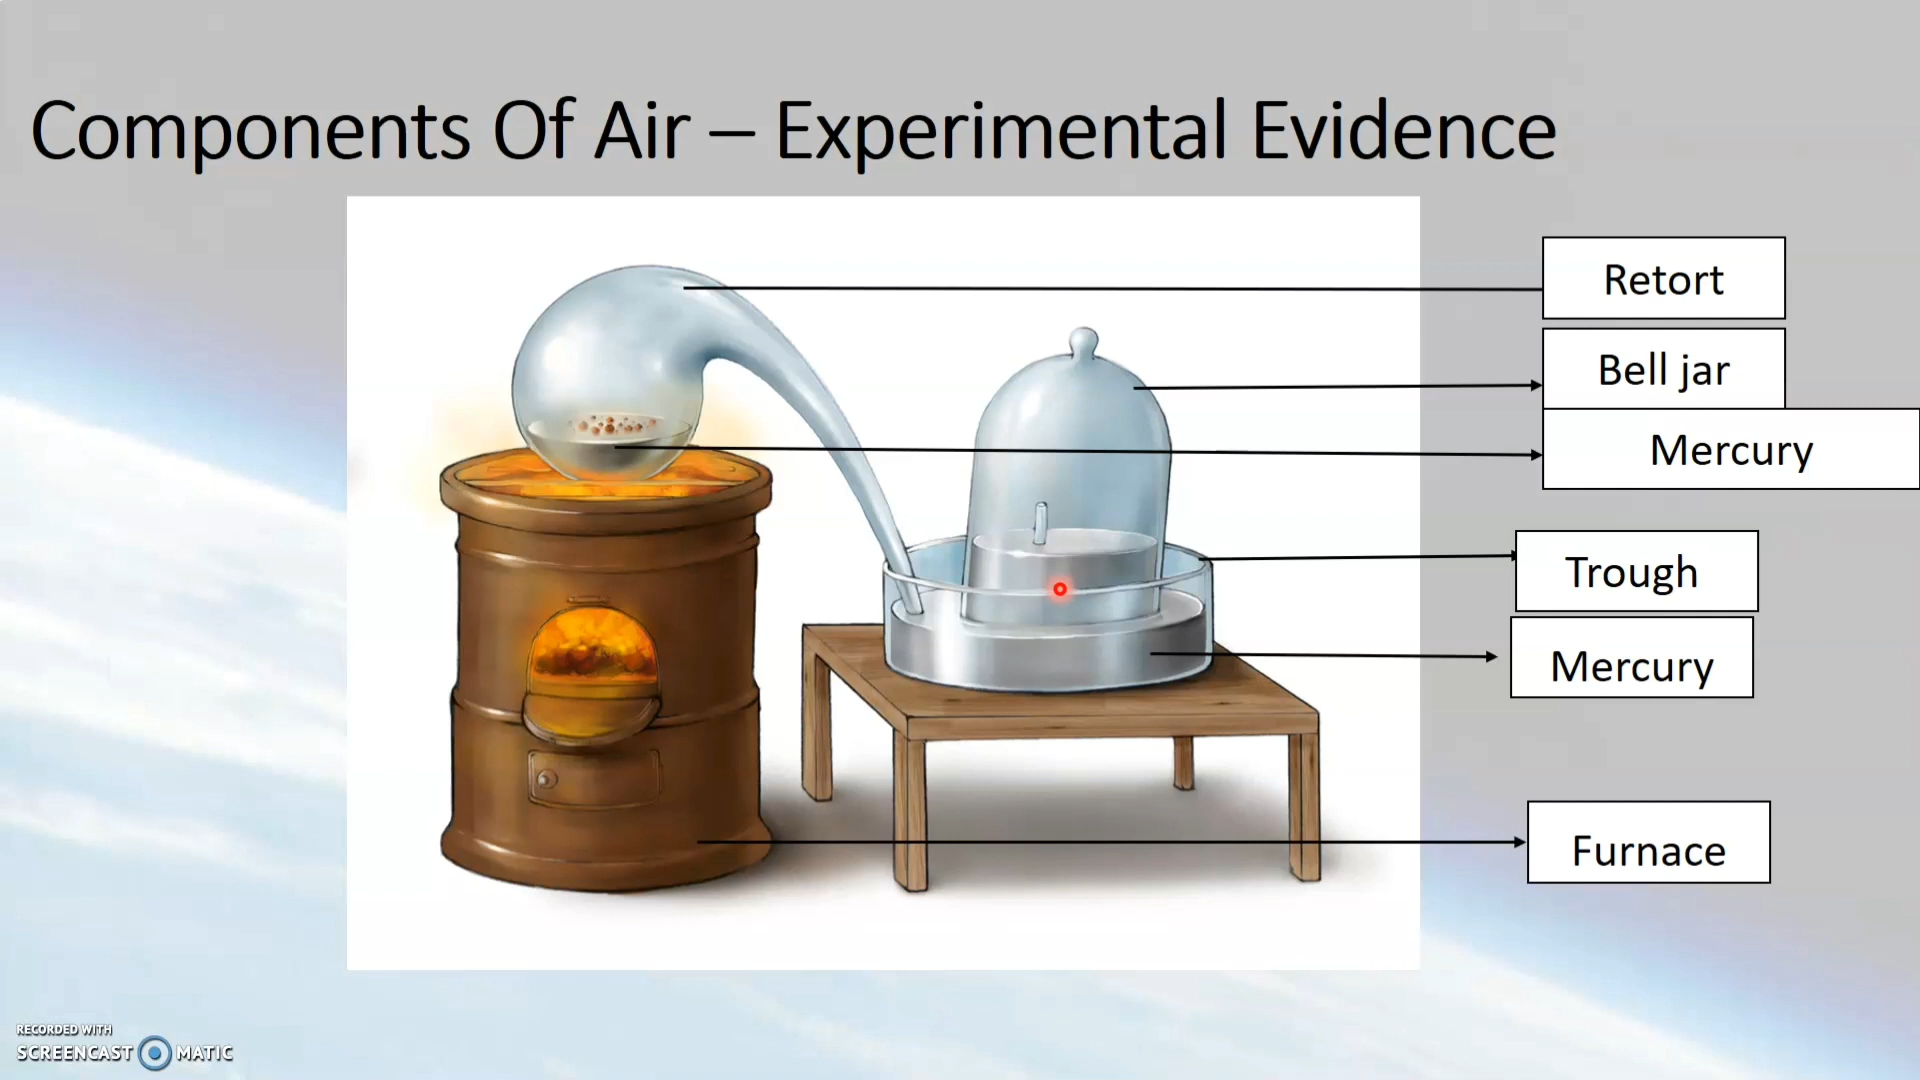 Components Of Air – Experimental Evidence
Retort
Bell jar
Mercury
Trough
Mercury
Furnace
RECORDED WITH
SCREENCAST MATIC